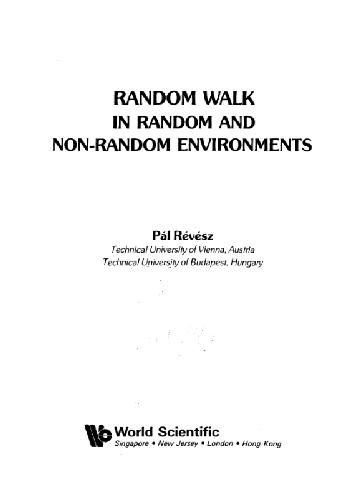 RANDOM WALK
IN RANDOM AND
NON-RANDOM ENVIRONMENTS
Pál Révész
Technical University of Vienna, Austria
Technical University of Budapest, Hungary
World Scientific
Singapore • New Jersey • London • Hong Kong